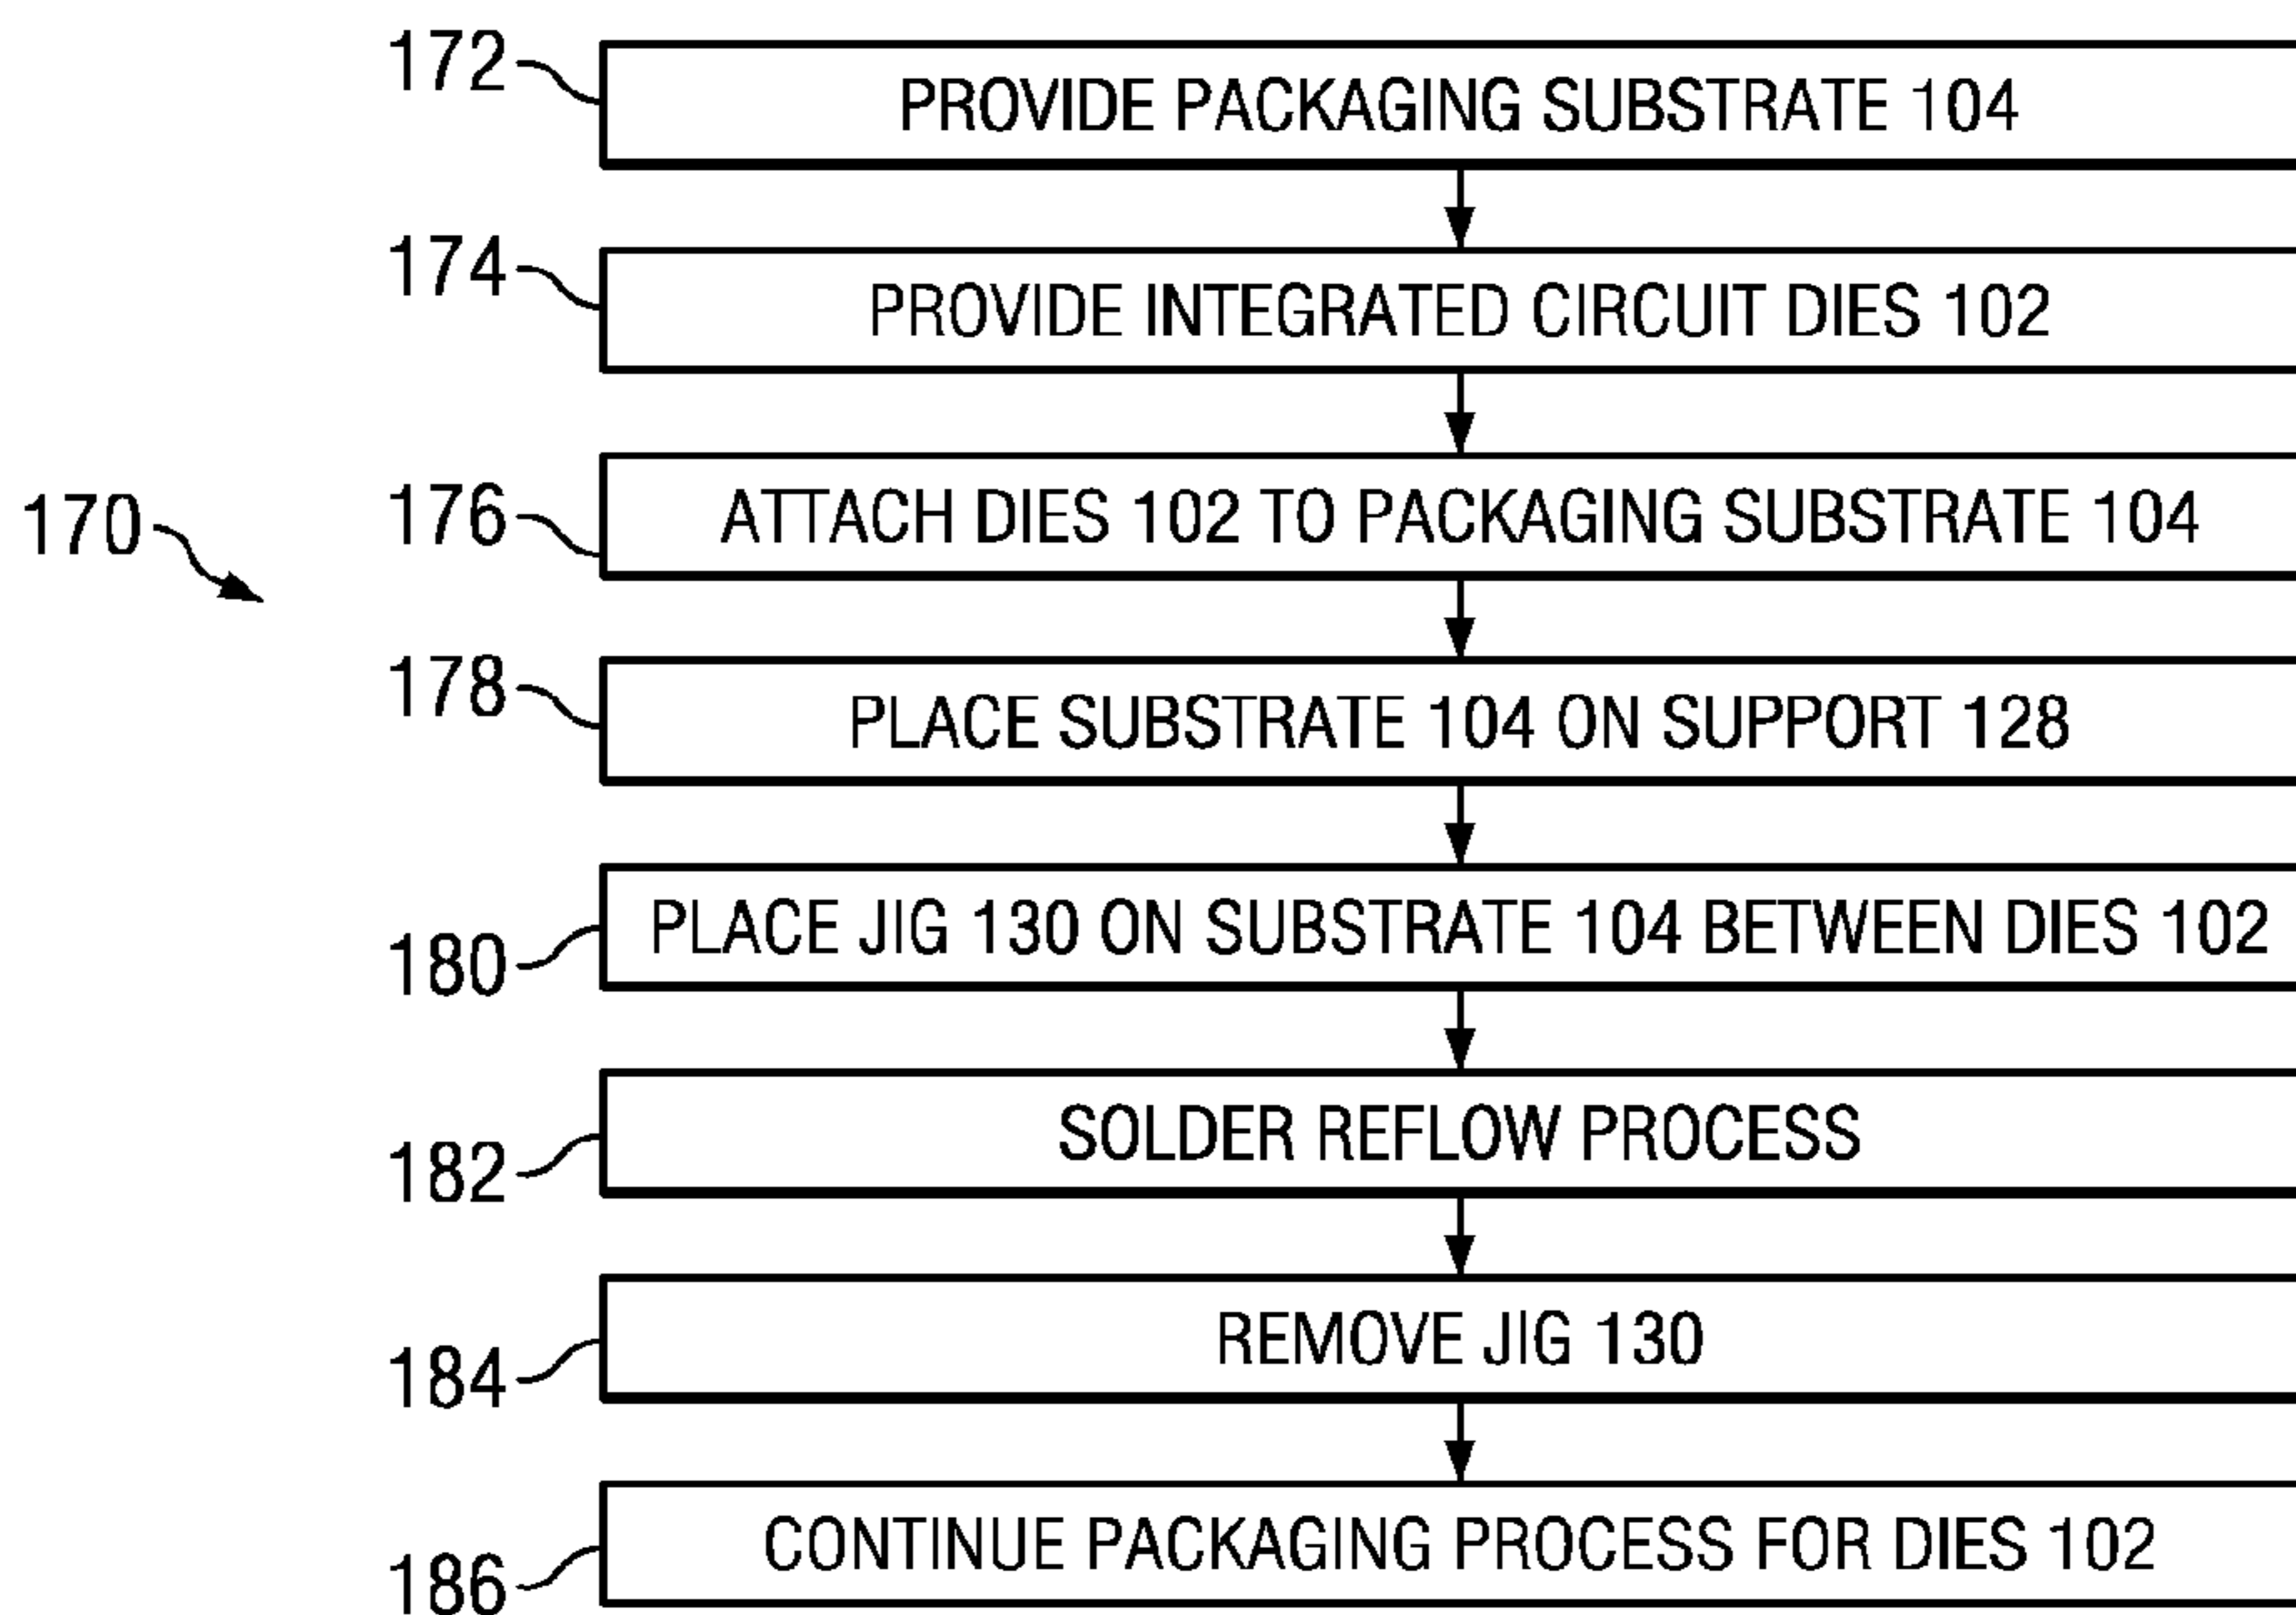 172
PROVIDE PACKAGING SUBSTRATE 104
174
PROVIDE INTEGRATED CIRCUIT DIES 102
170
176
ATTACH DIES 102 TO PACKAGING SUBSTRATE 104
178
PLACE SUBSTRATE 104 ON SUPPORT 128
180
PLACE JIG 130 ON SUBSTRATE 104 BETWEEN DIES 102
182
SOLDER REFLOW PROCESS
184
REMOVE JIG 130
186
CONTINUE PACKAGING PROCESS FOR DIES 102